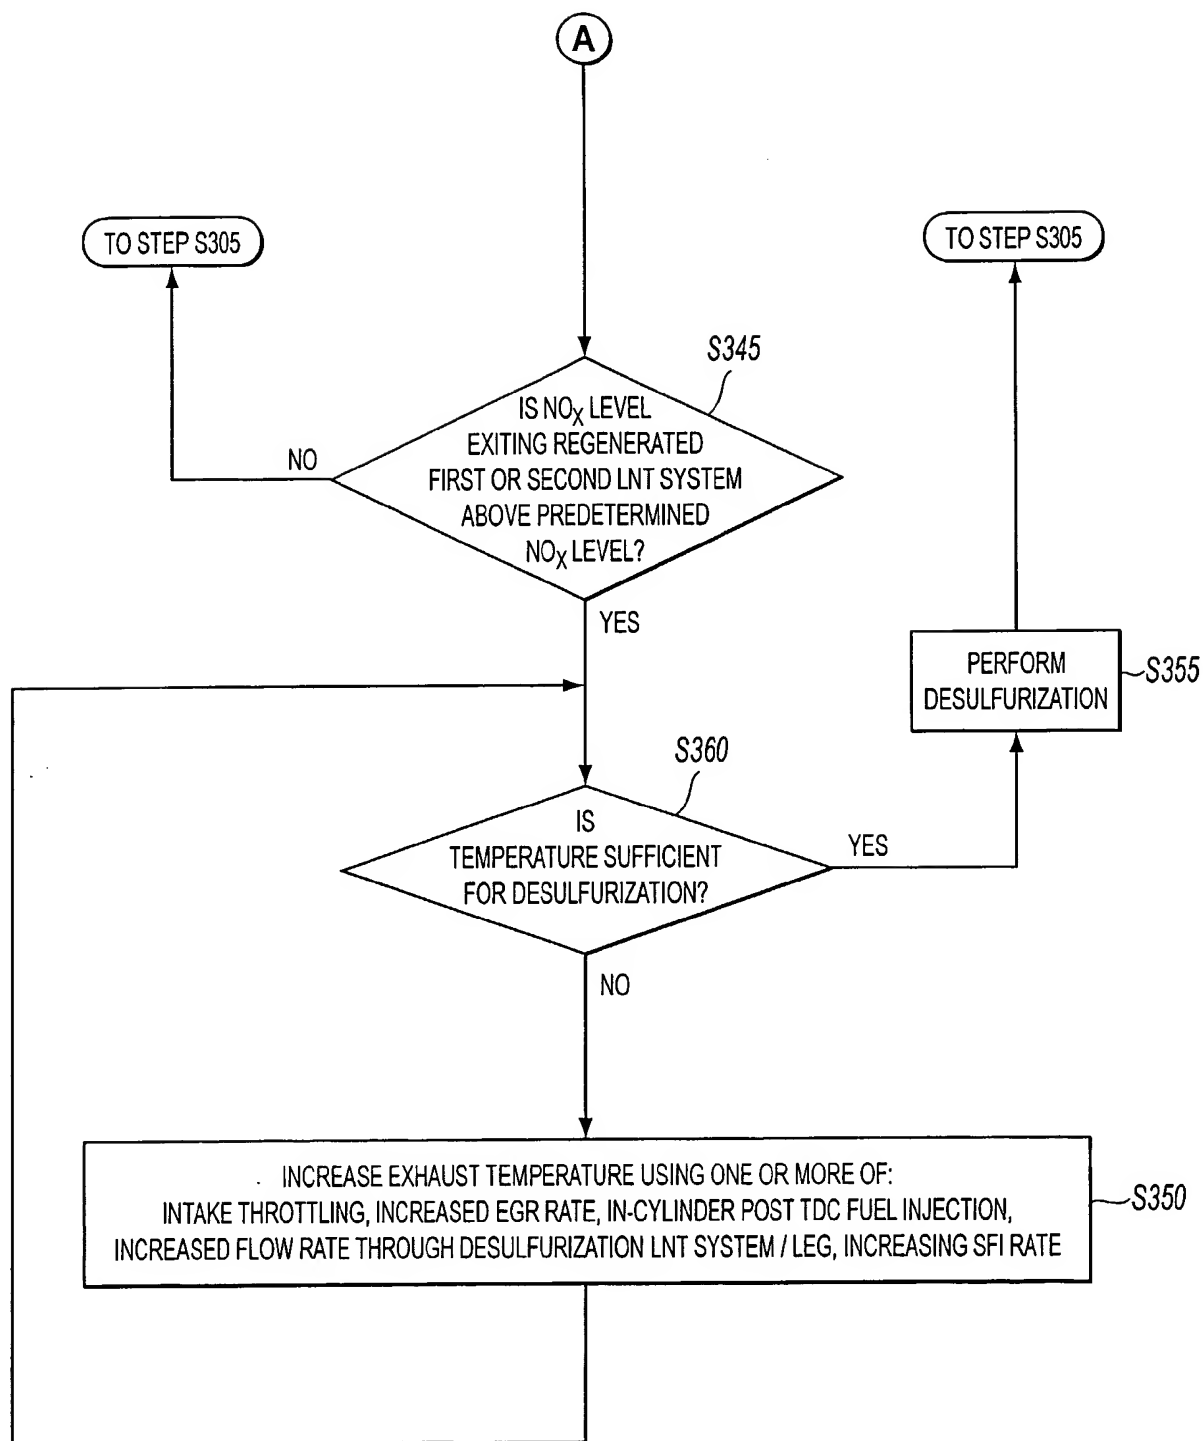 A
TO STEP S305
TO STEP S305
S345
IS NOX LEVEL
EXITING REGENERATED
FIRST OR SECOND LNT SYSTEM
ABOVE PREDETERMINED
NOX LEVEL?
NO
YES
PERFORM
DESULFURIZATION
S355
S360
IS
TEMPERATURE SUFFICIENT
FOR DESULFURIZATION?
YES
NO
INCREASE EXHAUST TEMPERATURE USING ONE OR MORE OF:
INTAKE THROTTLING, INCREASED EGR RATE, IN-CYLINDER POST TDC FUEL INJECTION,
INCREASED FLOW RATE THROUGH DESULFURIZATION LNT SYSTEM / LEG, INCREASING SFI RATE
S350